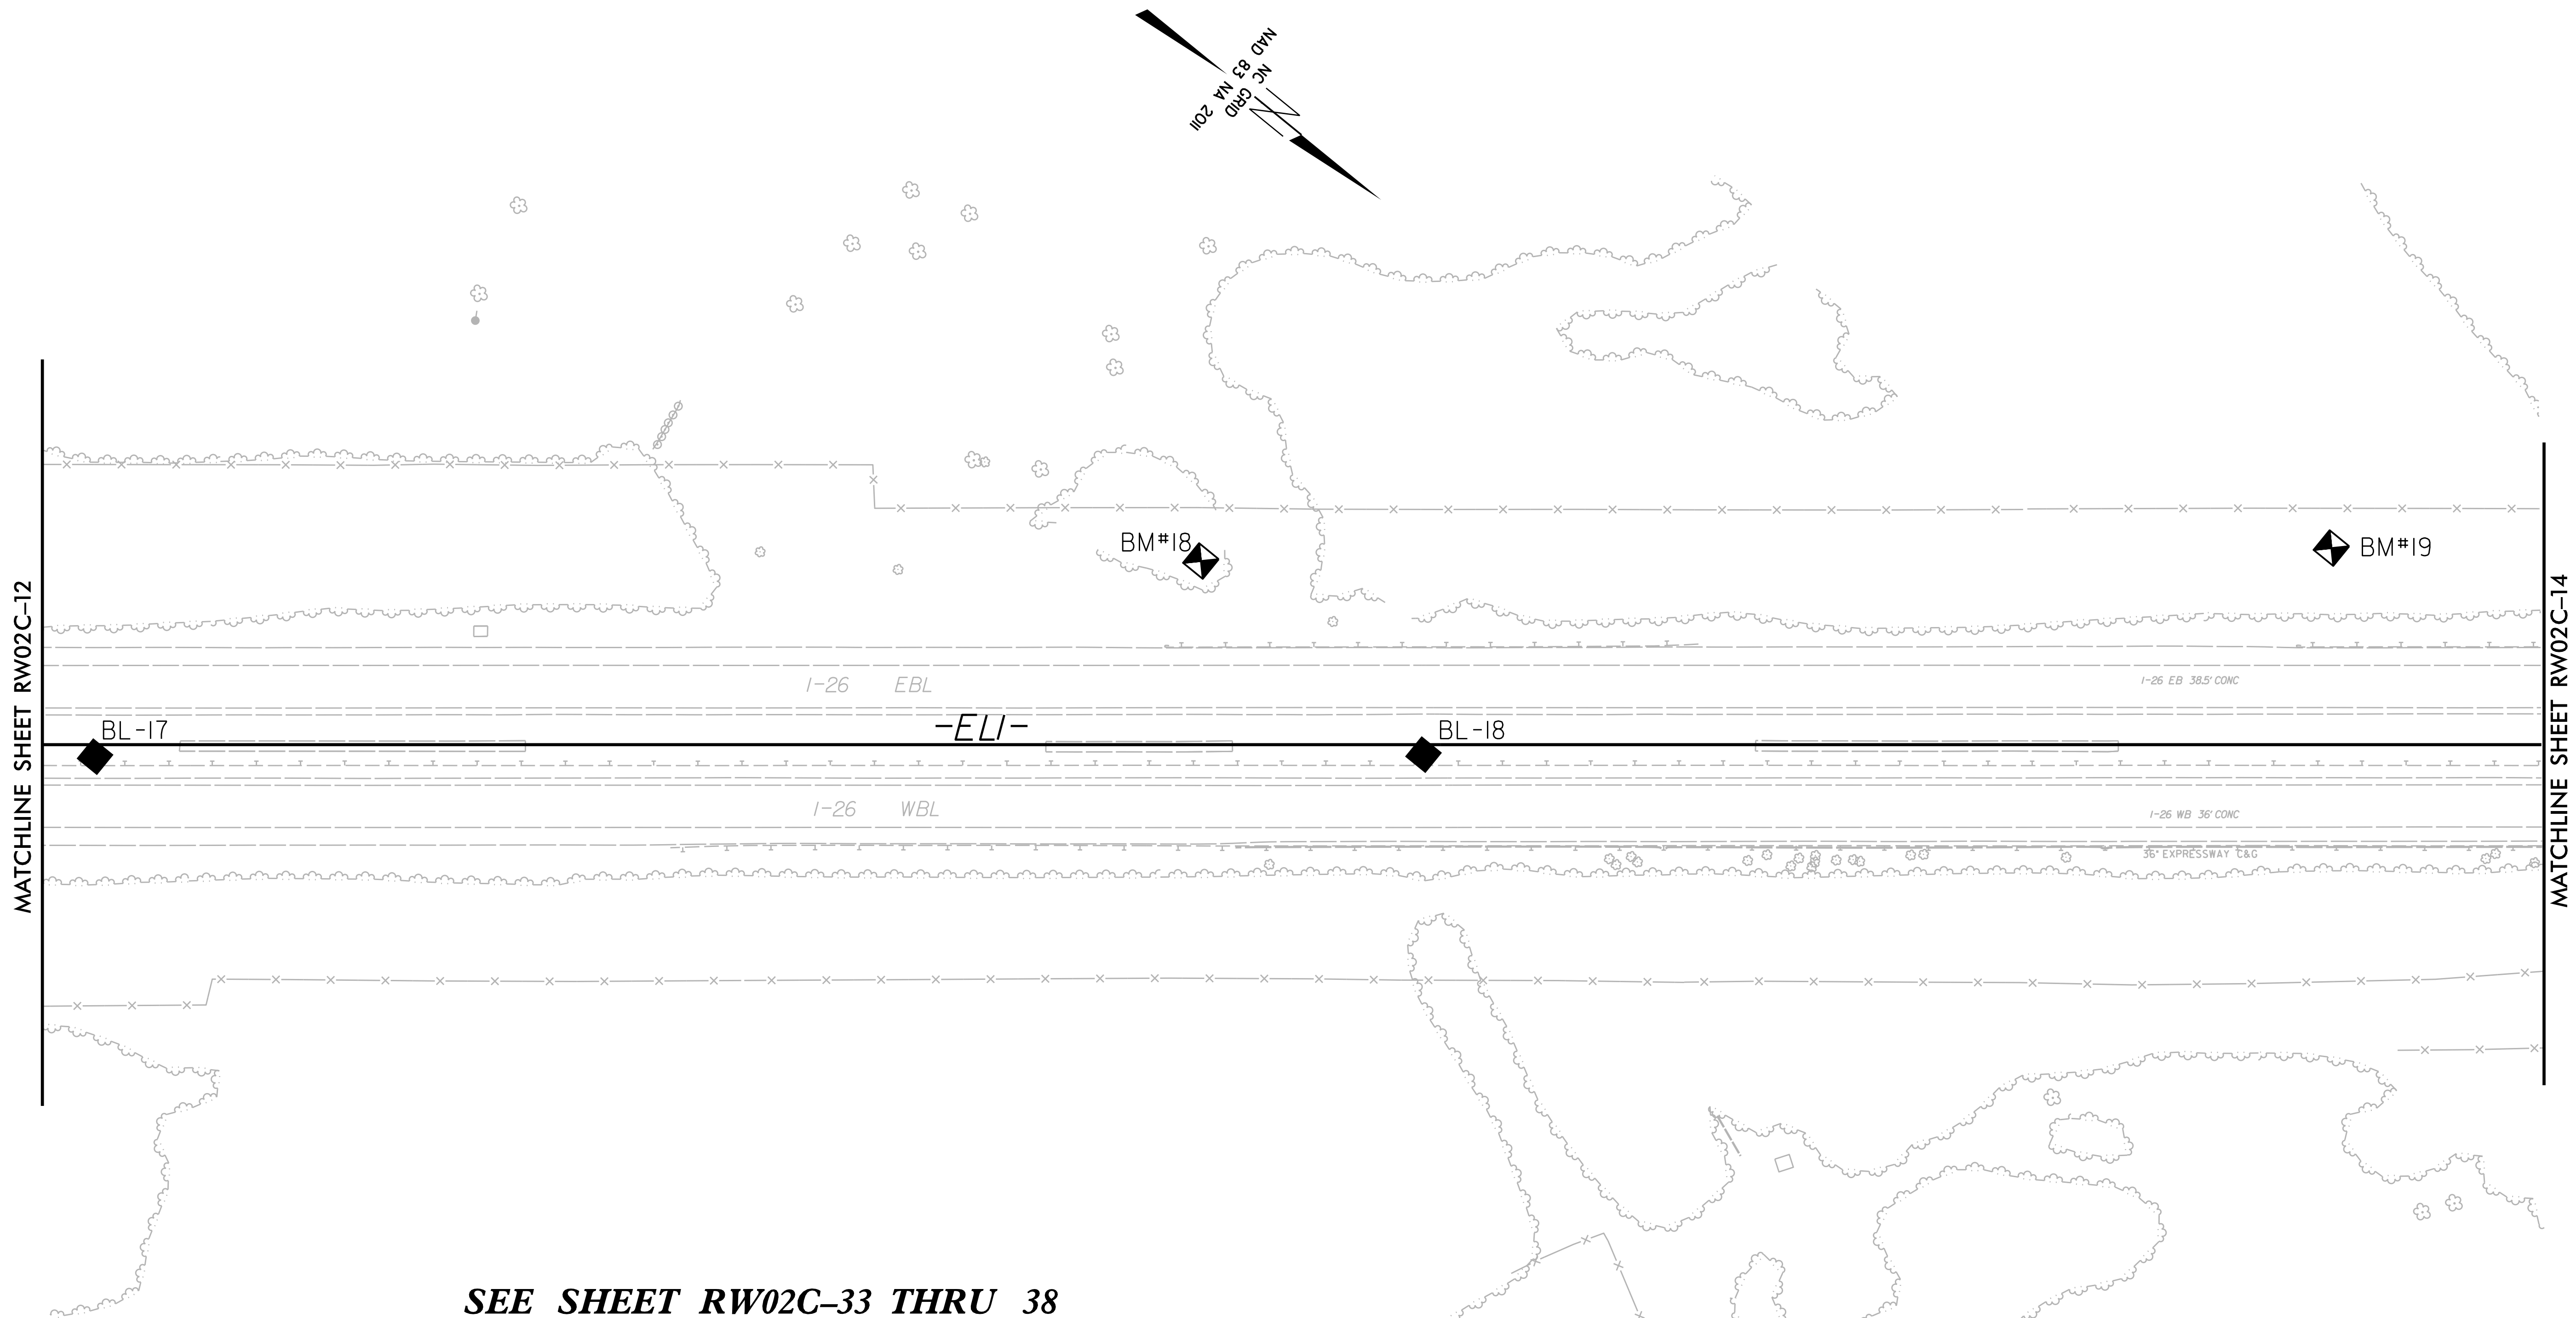 NAD 83 NA 2011
NC GRID
BM#18
BM#19
MATCHLINE SHEET RW02C-12
MATCHLINE SHEET RW02C-14
I-26 EBL
I-26 EB 38.5' CONC
BL-17
-EL1-
BL-18
I-26 WBL
I-26 WB 36' CONC
36" EXPRESSWAY C&G
SEE SHEET RW02C-33 THRU 38